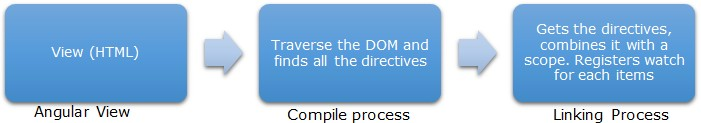 View (HTML)
Traverse the DOM and
finds all the directives
Gets the directives,
combines it with a
scope. Registers watch
for each items
Angular View
Compile process
Linking Process